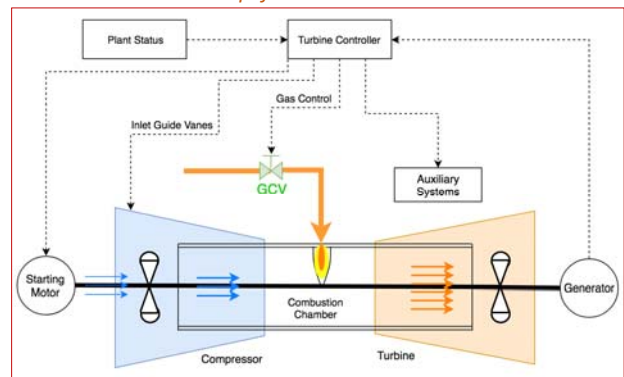 Plant Status
Turbine Controller
Gas Control
Inlet Guide Vanes
GCV
Auxiliary
Systems
Starting
Motor
Combustion
Chamber
Generator
Compressor
Turbine